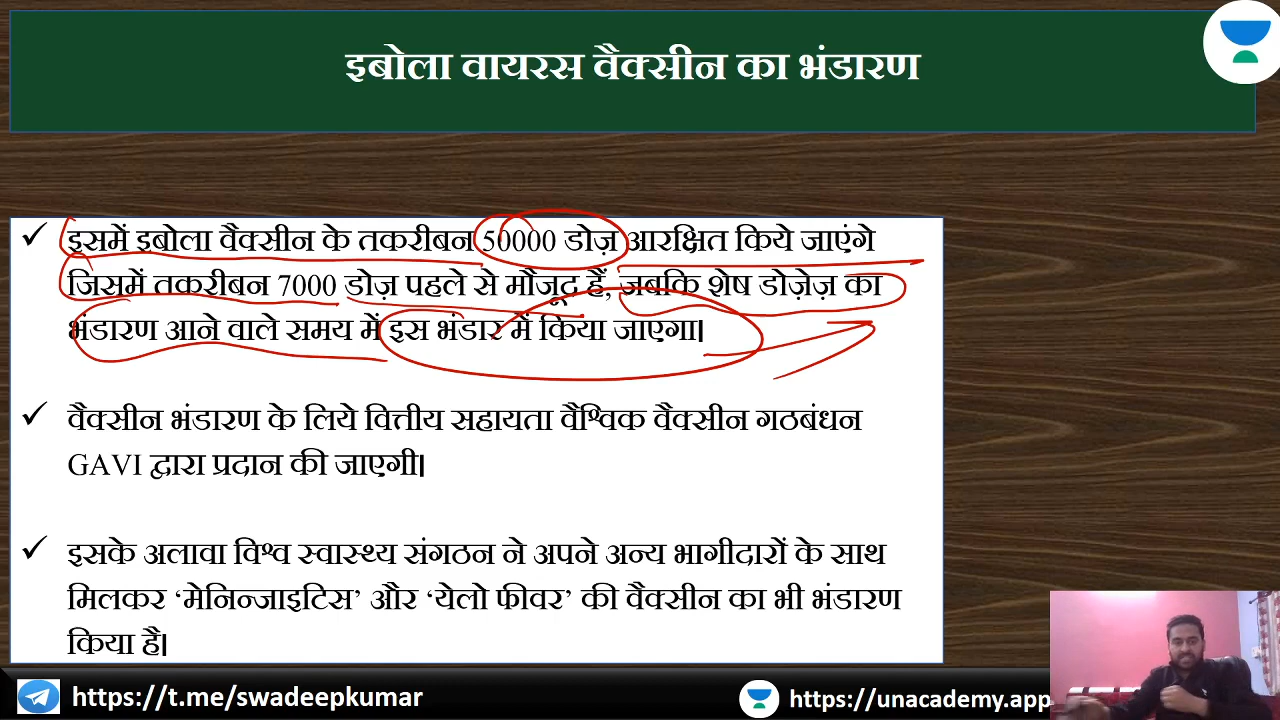 इबोला वायरस वैक्सीन का भंडारण
✓ इसमें इबोला वैक्सीन के तकरीबन 50000 डोज़ आरक्षित किये जाएंगे
जिसमें तकरीबन 7000 डोज़ पहले से मौजूद हैं, जबकि शेष डोज़ेज़ का
भंडारण आने वाले समय में इस भंडार में किया जाएगा।
✓ वैक्सीन भंडारण के लिये वित्तीय सहायता वैश्विक वैक्सीन गठबंधन
GAVI द्वारा प्रदान की जाएगी।
✓ इसके अलावा विश्व स्वास्थ्य संगठन ने अपने अन्य भागीदारों के साथ
मिलकर ‘मेनिन्जाइटिस’ और ‘येलो फीवर’ की वैक्सीन का भी भंडारण
किया है।
https://t.me/swadeepkumar
https://unacademy.app